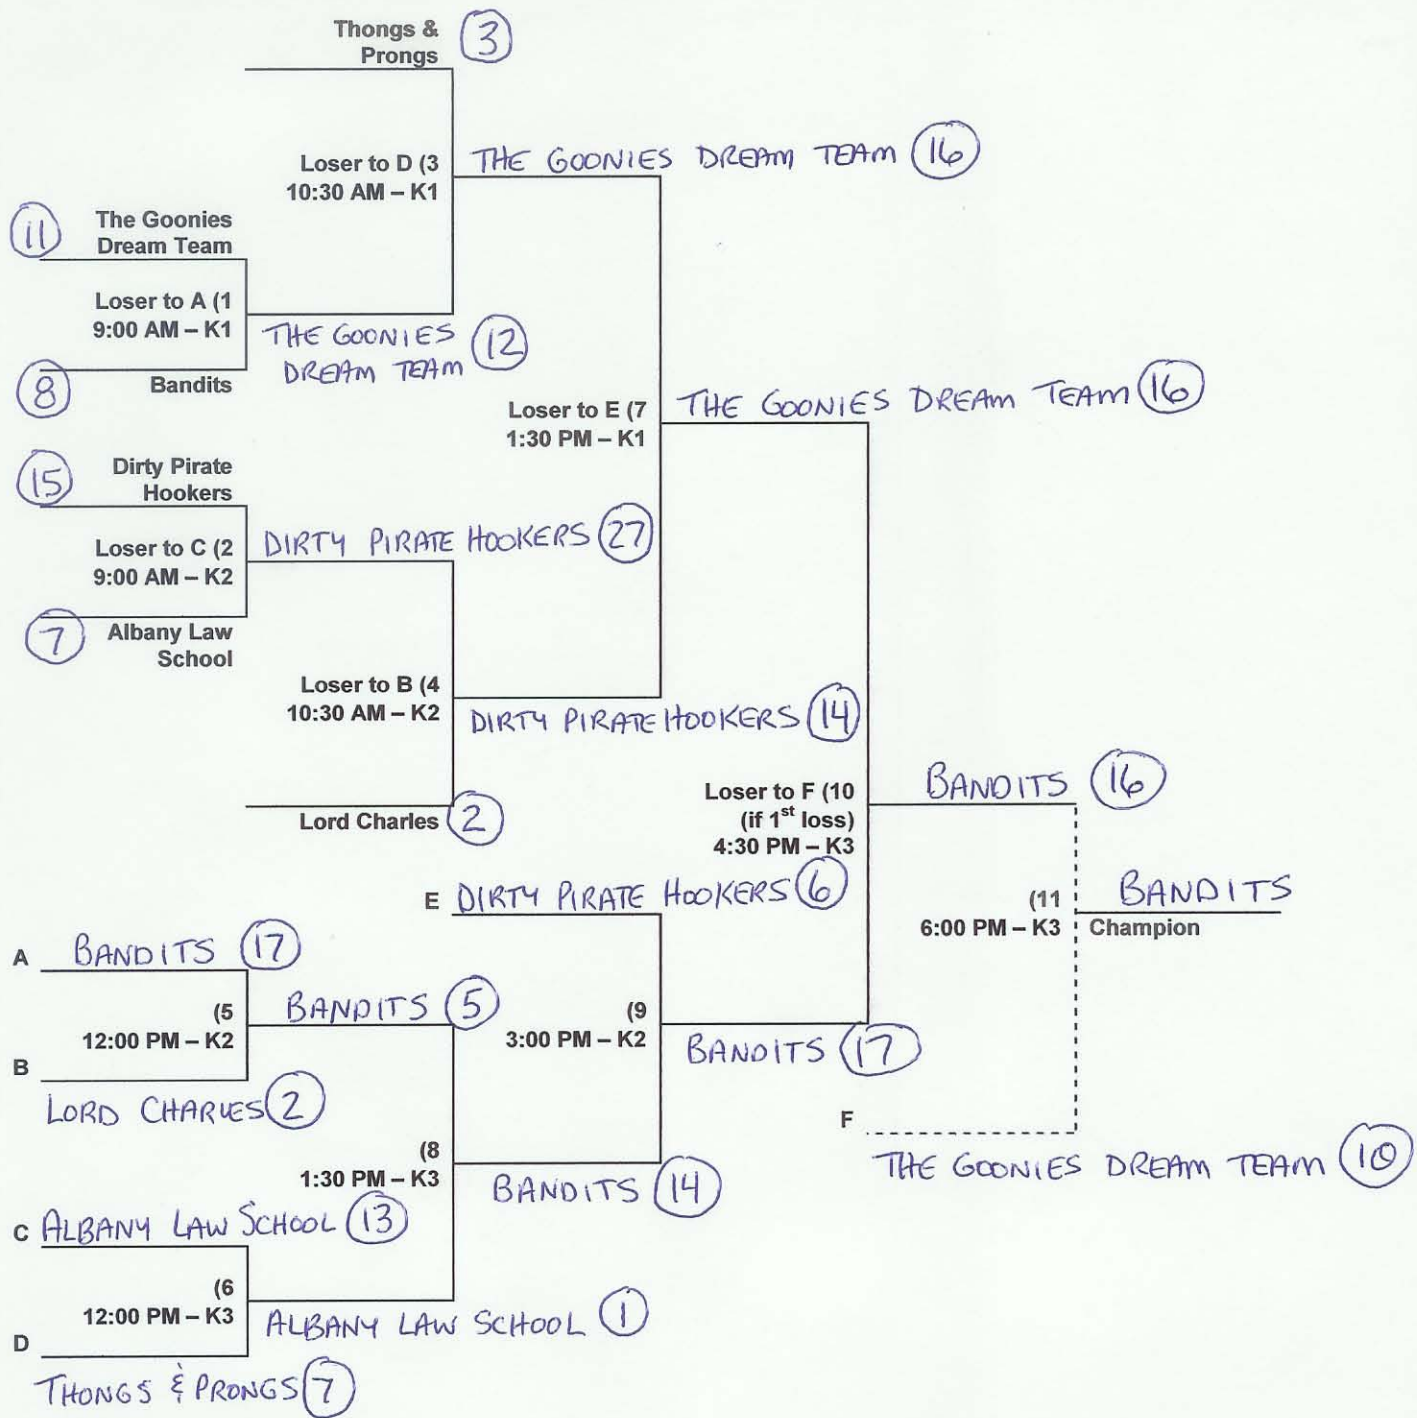 Thongs &
Prongs
3
Loser to D (3
10:30 AM – K1
THE GOONIES DREAM TEAM 16
11
The Goonies
Dream Team
Loser to A (1
9:00 AM – K1
THE GOONIES
DREAM TEAM
12
8
Bandits
Loser to E (7
1:30 PM – K1
THE GOONIES DREAM TEAM 16
15
Dirty Pirate
Hookers
Loser to C (2
9:00 AM – K2
DIRTY PIRATE HOOKERS 27
7
Albany Law
School
Loser to B (4
10:30 AM – K2
DIRTY PIRATE HOOKERS 14
Lord Charles 2
Loser to F (10
(if 1st loss)
4:30 PM – K3
BANDITS 16
E DIRTY PIRATE HOOKERS 6
(11
6:00 PM – K3
BANDITS
Champion
A BANDITS 17
(5
12:00 PM – K2
BANDITS 5
(9
3:00 PM – K2
BANDITS 17
B
LORD CHARLES 2
F
THE GOONIES DREAM TEAM 10
(8
1:30 PM – K3
BANDITS 14
C ALBANY LAW SCHOOL 13
(6
12:00 PM – K3
ALBANY LAW SCHOOL 1
D
THONGS & PRONGS 7